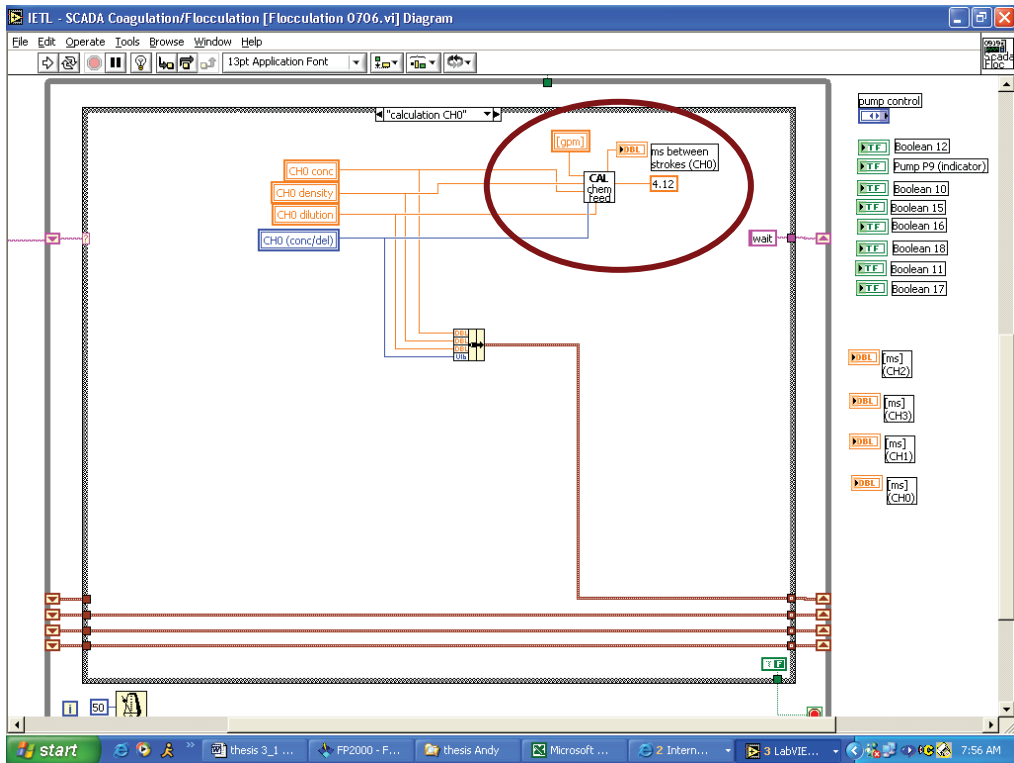 IETL - SCADA Coagulation/Flocculation [Flocculation 0706.vi] Diagram
File Edit Operate Tools Browse Window Help
13pt Application Font
Scada
Floc
"calculation CH0"
pump control
[gpm]
DBL
ms between
strokes (CH0)
CAL
chem
feed
4.12
CH0 conc
CH0 density
CH0 dilution
CH0 (conc/del)
?
wait
TF Boolean 12
TF Pump P9 (indicator)
TF Boolean 10
TF Boolean 15
TF Boolean 16
TF Boolean 18
TF Boolean 11
TF Boolean 17
DBL
DBL
DBL
U16
DBL [ms]
(CH2)
DBL [ms]
(CH3)
DBL [ms]
(CH1)
DBL [ms]
(CH0)
F
i
50
start
thesis 3_1 ...
FP2000 - F...
thesis Andy
Microsoft ...
2 Intern...
3 LabVIE...
7:56 AM